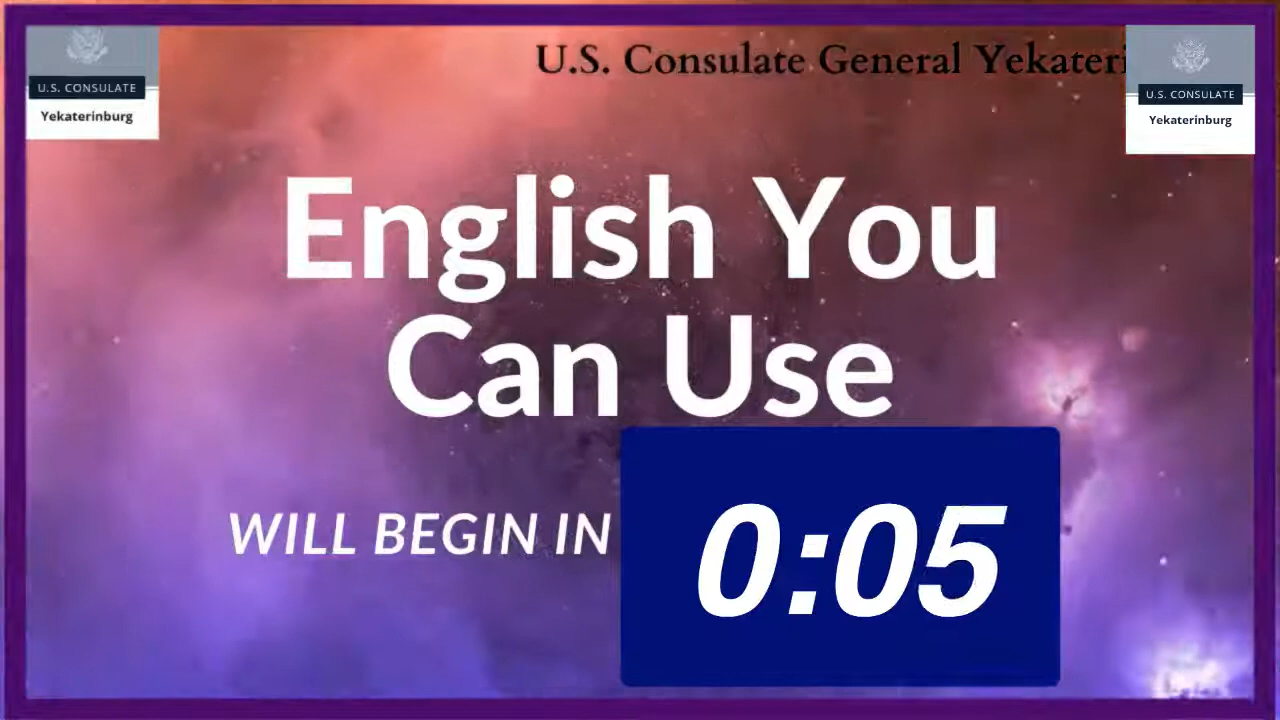 U.S. CONSULATE
Yekaterinburg
U.S. Consulate General Yekateri
U.S. CONSULATE
Yekaterinburg
English You
Can Use
WILL BEGIN IN
0:05